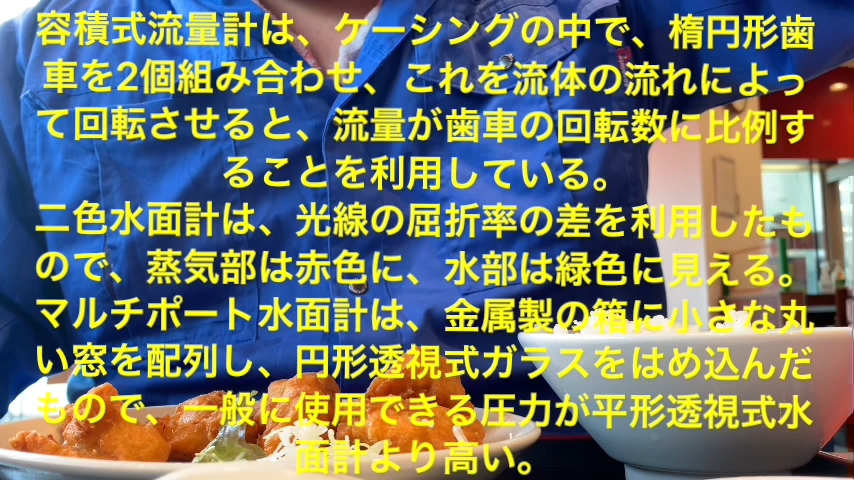 容積式流量計は、ケーシングの中で、楕円形歯
車を2個組み合わせ、これを流体の流れによっ
て回転させると、流量が歯車の回転数に比例す
ることを利用している。
二色水面計は、光線の屈折率の差を利用したも
ので、蒸気部は赤色に、水部は緑色に見える。
マルチポート水面計は、金属製の箱に小さな丸
い窓を配列し、円形透視式ガラスをはめ込んだ
もので、一般に使用できる圧力が平形透視式水
面計より高い。